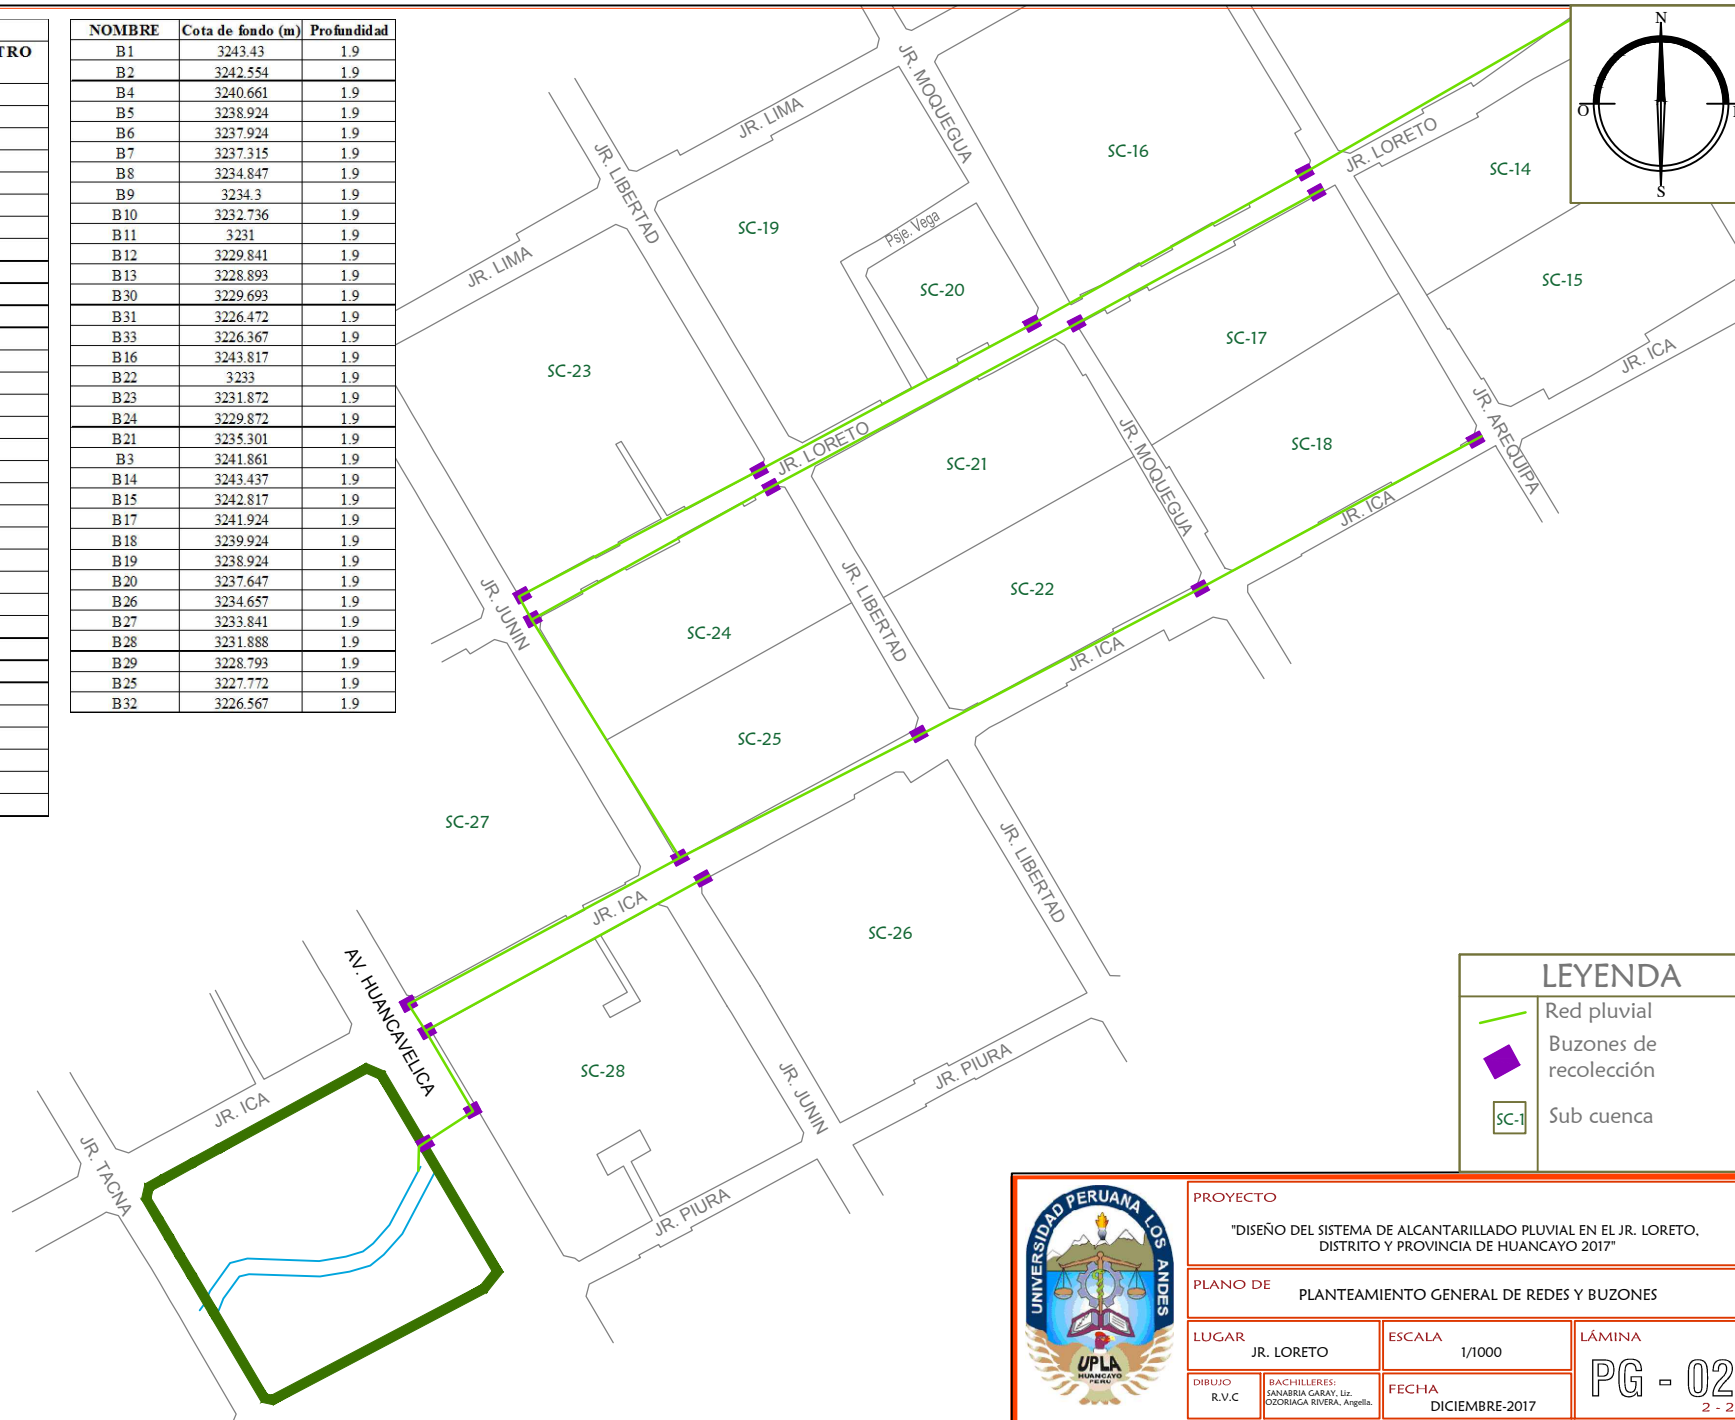 TRO
NOMBRE Cota de fondo (m) Profundidad
B1 3243.43 1.9
B2 3242.554 1.9
B4 3240.661 1.9
B5 3238.924 1.9
B6 3237.924 1.9
B7 3237.315 1.9
B8 3234.847 1.9
B9 3234.3 1.9
B10 3232.736 1.9
B11 3231 1.9
B12 3229.841 1.9
B13 3228.893 1.9
B30 3229.693 1.9
B31 3226.472 1.9
B33 3226.367 1.9
B16 3243.817 1.9
B22 3233 1.9
B23 3231.872 1.9
B24 3229.872 1.9
B21 3235.301 1.9
B3 3241.861 1.9
B14 3243.437 1.9
B15 3242.817 1.9
B17 3241.924 1.9
B18 3239.924 1.9
B19 3238.924 1.9
B20 3237.647 1.9
B26 3234.657 1.9
B27 3233.841 1.9
B28 3231.888 1.9
B29 3228.793 1.9
B25 3227.772 1.9
B32 3226.567 1.9
N
O
S
JR. LIMA
JR. MOQUEGUA
JR. LIBERTAD
SC-16
JR. LORETO
SC-14
SC-19
Psje. Vega
JR. LIMA
SC-20
SC-15
SC-17
JR. ICA
SC-23
JR. AREQUIPA
JR. LORETO
SC-21
JR. MOQUEGUA
SC-18
JR. ICA
JR. JUNIN
SC-24
JR. LIBERTAD
SC-22
JR. ICA
SC-25
SC-27
JR. LIBERTAD
JR. ICA
SC-26
AV. HUANCAVELICA
SC-28
JR. JUNIN
JR. PIURA
JR. ICA
JR. TACNA
JR. PIURA
LEYENDA
Red pluvial
Buzones de
recolección
SC-1
Sub cuenca
UNIVERSIDAD PERUANA LOS ANDES
UPLA
HUANCAYO
PERU
PROYECTO
"DISEÑO DEL SISTEMA DE ALCANTARILLADO PLUVIAL EN EL JR. LORETO,
DISTRITO Y PROVINCIA DE HUANCAYO 2017"
PLANO DE
PLANTEAMIENTO GENERAL DE REDES Y BUZONES
LUGAR
JR. LORETO
ESCALA
1/1000
LÁMINA
PG - 02
2 - 2
DIBUJO
R.V.C
BACHILLERES:
SANABRIA GARAY, Liz.
OZORIAGA RIVERA, Angella.
FECHA
DICIEMBRE-2017